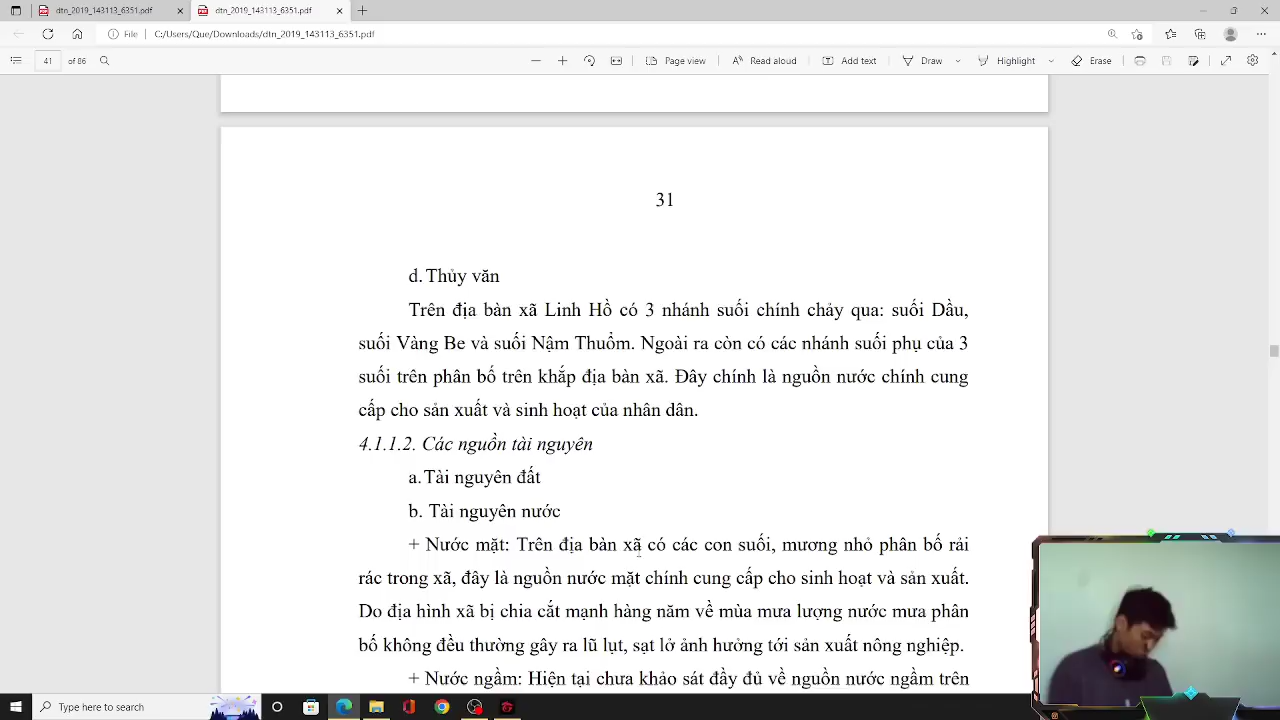 dtn_2019_143113_6351.pdf
dtn_2019_143113_6351.pdf
File C:/Users/Que/Downloads/dtn_2019_143113_6351.pdf
41 of 86 Page view Read aloud Add text Draw Highlight Erase
31
d. Thủy văn
Trên địa bàn xã Linh Hồ có 3 nhánh suối chính chảy qua: suối Dầu,
suối Vàng Be và suối Nậm Thuổm. Ngoài ra còn có các nhánh suối phụ của 3
suối trên phân bố trên khắp địa bàn xã. Đây chính là nguồn nước chính cung
cấp cho sản xuất và sinh hoạt của nhân dân.
4.1.1.2. Các nguồn tài nguyên
a. Tài nguyên đất
b. Tài nguyên nước
+ Nước mặt: Trên địa bàn xã có các con suối, mương nhỏ phân bố rải
rác trong xã, đây là nguồn nước mặt chính cung cấp cho sinh hoạt và sản xuất.
Do địa hình xã bị chia cắt mạnh hàng năm về mùa mưa lượng nước mưa phân
bố không đều thường gây ra lũ lụt, sạt lở ảnh hưởng tới sản xuất nông nghiệp.
+ Nước ngầm: Hiện tại chưa khảo sát đầy đủ về nguồn nước ngầm trên
Type here to search